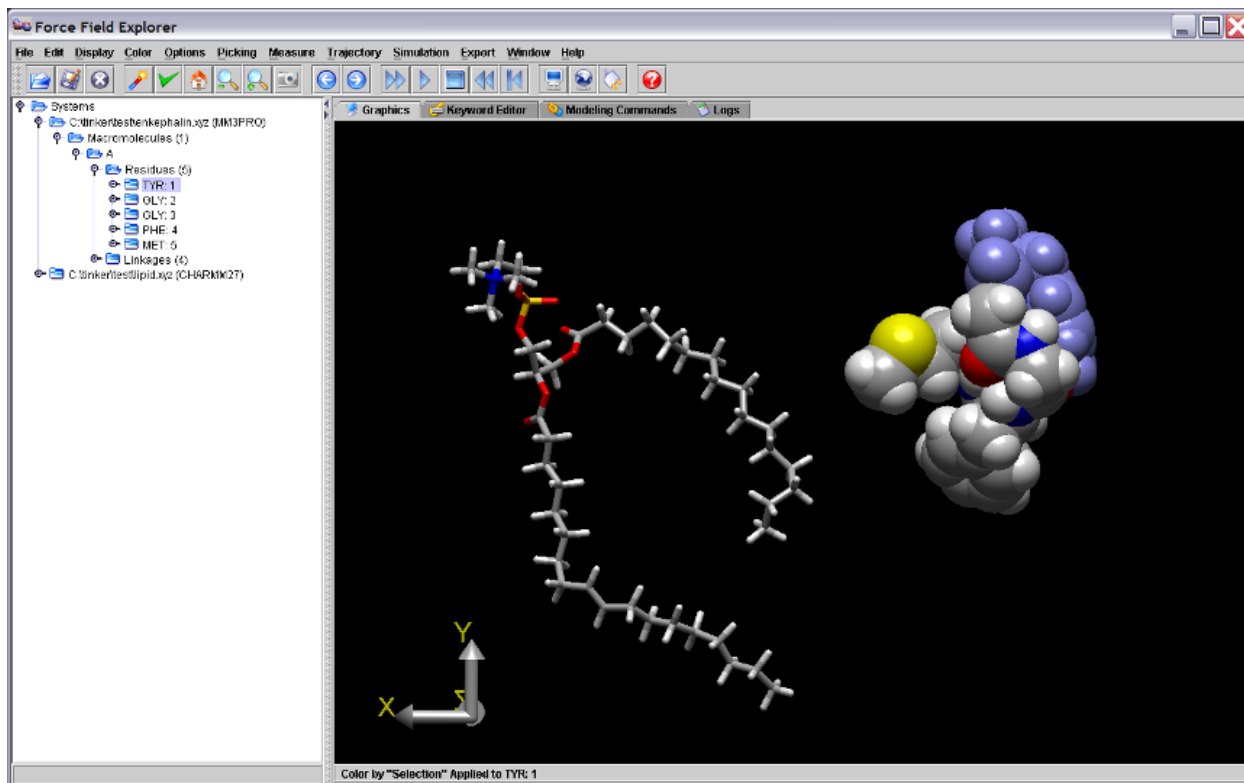 Force Field Explorer
File Edit Display Color Options Picking Measure Trajectory Simulation Export Window Help
Systems
C:\tinker\test\enkephalin.xyz (MM3PRO)
Macromolecules (1)
A
Residues (5)
TYR: 1
GLY: 2
GLY: 3
PHE: 4
MET: 5
Linkages (4)
C:\tinker\test\lipid.xyz (CHARMM27)
Graphics Keyword Editor Modeling Commands Logs
Y
X
Z
Color by "Selection" Applied to TYR: 1